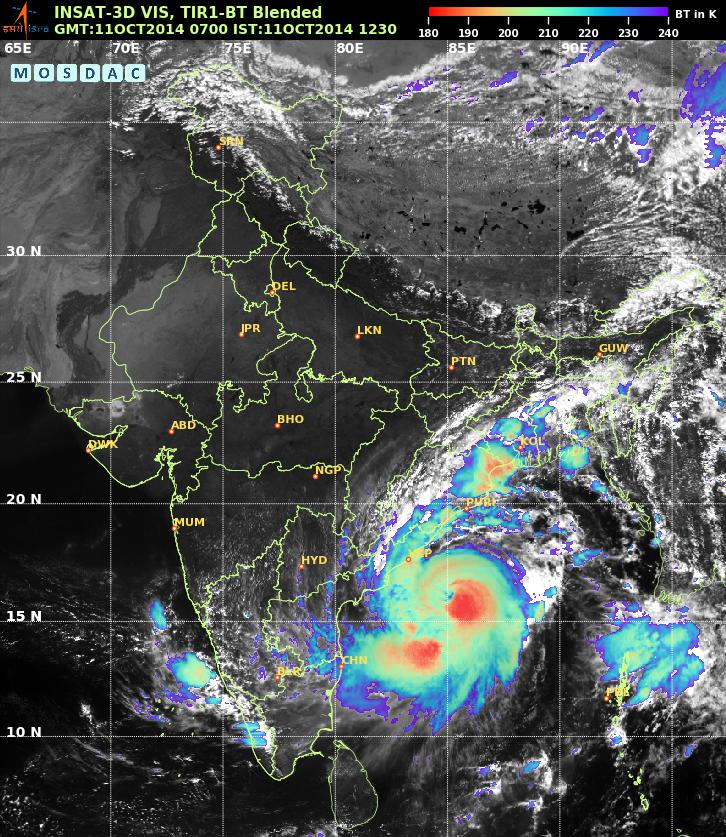 INSAT-3D VIS, TIR1-BT Blended
GMT:11OCT2014 0700 IST:11OCT2014 1230
BT in K
180 190 200 210 220 230 240
65E 70E 75E 80E 85E 90E
MOSDAC
SRN
30 N
DEL
JPR
LKN
GUW
PTN
25 N
BHO
ABD
KOL
DWK
NGP
20 N
PURI
MUM
HYD
15 N
CHN
BLR
10 N